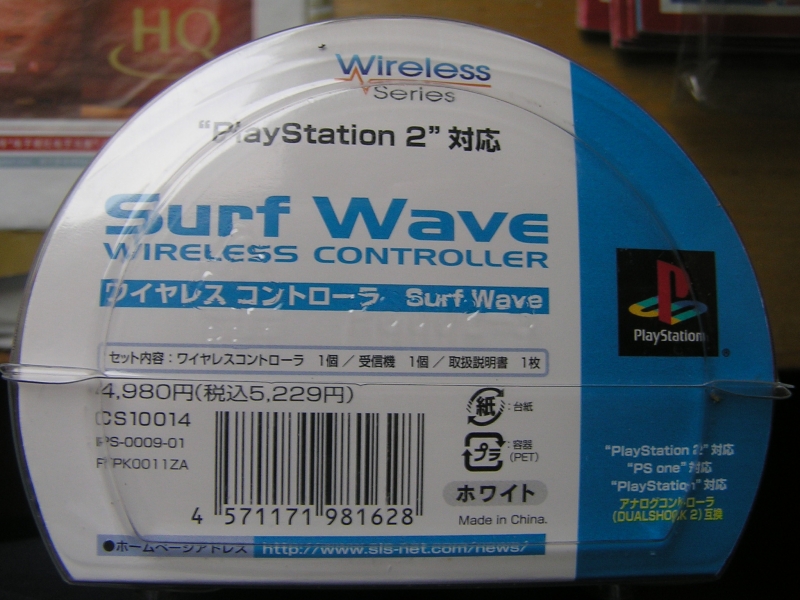 HQ
Wireless
Series
"PlayStation 2" 対応
Surf Wave
WIRELESS CONTROLLER
ワイヤレス コントローラ Surf Wave
PlayStation
セット内容：ワイヤレスコントローラ 1個 ／ 受信機 1個 ／ 取扱説明書 1枚
4,980円(税込5,229円)
CS10014
IPS-0009-01
紙 ：台紙
プラ ：容器
(PET)
ホワイト
Made in China.
4 571171 981628
"PlayStation 2" 対応
"PS one" 対応
"PlayStation" 対応
アナログコントローラ
(DUALSHOCK 2) 互換
●ホームページアドレス http://www.sls-net.com/news/